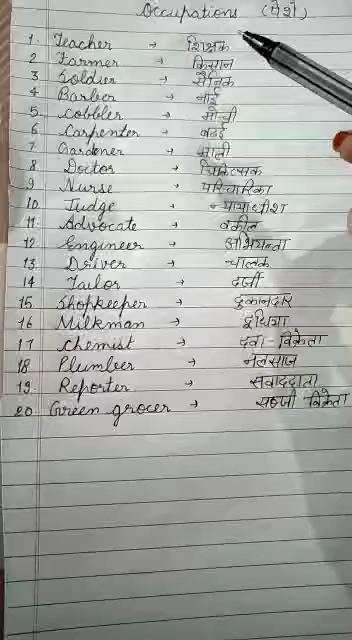 Occupations (पेशे)
1. Teacher → शिक्षक
2 Farmer → किसान
3 Soldier → सैनिक
4 Barber → नाई
5. Cobbler → मोची
6 Carpenter → बढ़ई
7 Gardener → माली
8 Doctor → चिकित्सक
9 Nurse → परिचारिका
10. Judge → न्यायाधीश
11. Advocate → वकील
12 Engineer → अभियन्ता
13. Driver → चालक
14 Tailor → दर्जी
15 Shopkeeper → दुकानदार
16 Milkman → दूधिया
17 Chemist → दवा-विक्रेता
18. Plumber → नलसाज
19. Reporter → संवाददाता
20 Green grocer → सब्जी विक्रेता